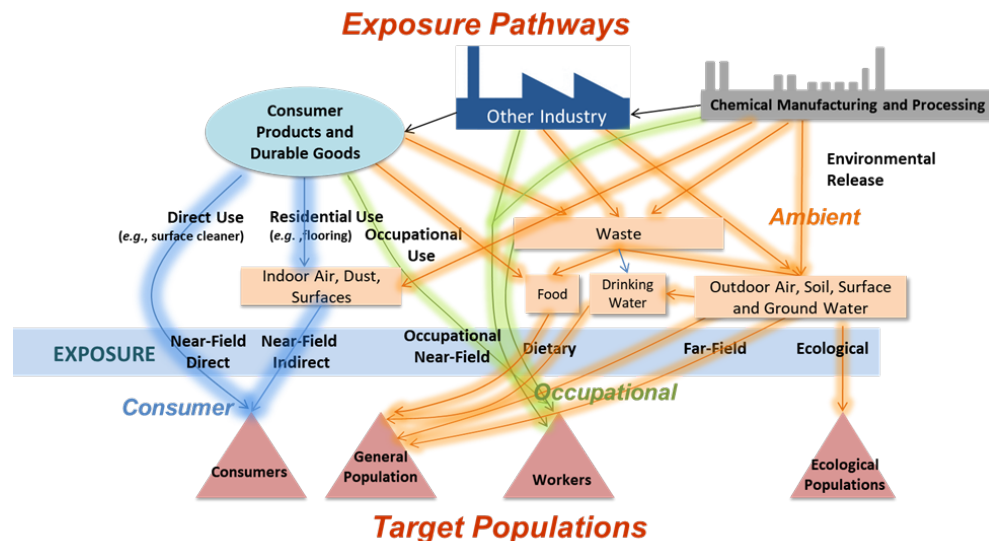 Exposure Pathways
Consumer
Products and
Durable Goods
Other Industry
Chemical Manufacturing and Processing
Environmental
Release
Ambient
Direct Use
(e.g., surface cleaner)
Residential Use
(e.g. ,flooring)
Occupational
Use
Waste
Indoor Air, Dust,
Surfaces
Food
Drinking
Water
Outdoor Air, Soil, Surface
and Ground Water
EXPOSURE
Near-Field
Direct
Near-Field
Indirect
Occupational
Near-Field
Dietary
Far-Field
Ecological
Consumer
Occupational
Consumers
General
Population
Workers
Ecological
Populations
Target Populations